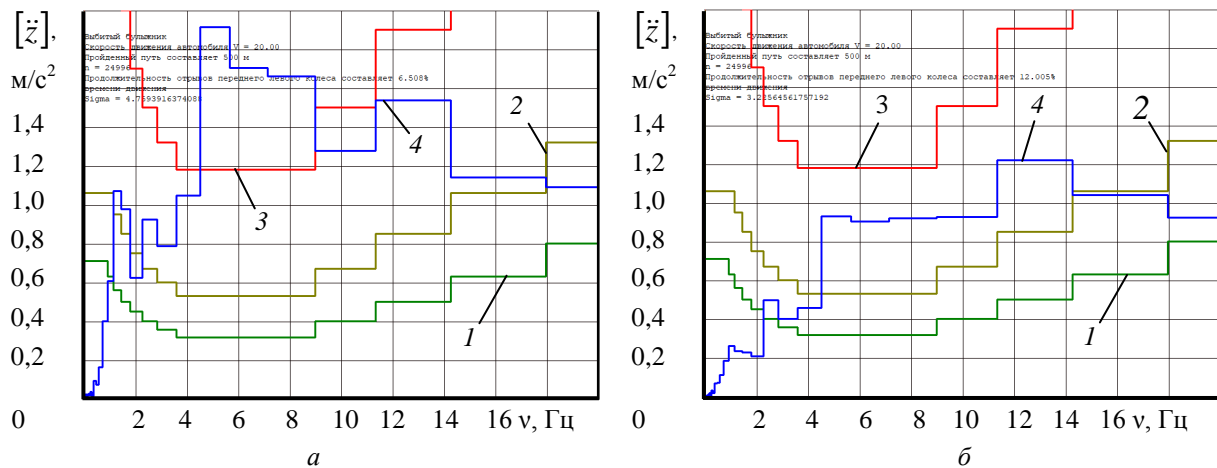 [z̈],
м/с²
1,4
1,2
1,0
0,8
0,6
0,4
0,2
0
Выбитый булыжник
Скорость движения автомобиля V = 20.00
Пройденный путь составляет 500 м
n = 24996
Продолжительность отрывов переднего левого колеса составляет 6.508%
времени движения
Sigma =
2
4
3
1
2 4 6 8 10 12 14 16 ν, Гц
а
[z̈],
м/с²
1,4
1,2
1,0
0,8
0,6
0,4
0,2
0
Выбитый булыжник
Скорость движения автомобиля V = 20.00
Пройденный путь составляет 500 м
n = 24996
Продолжительность отрывов переднего левого колеса составляет 12.005%
времени движения
Sigma =
3
4
2
1
2 4 6 8 10 12 14 16 ν, Гц
б